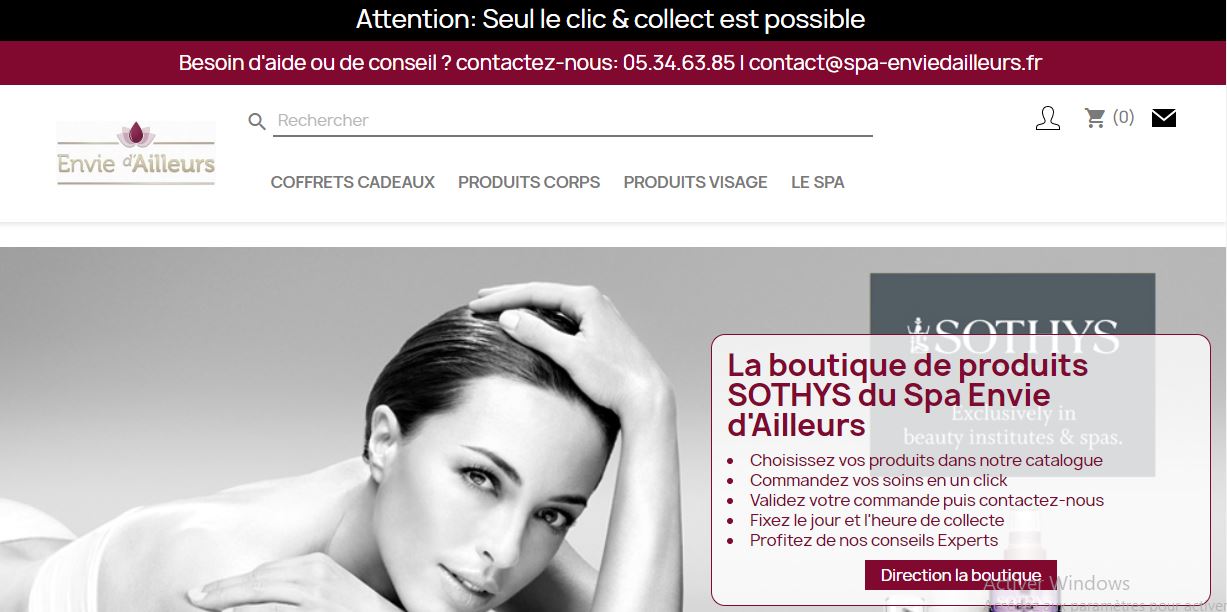 Attention: Seul le clic & collect est possible
Besoin d'aide ou de conseil ? contactez-nous: 05.34.63.85 | contact@spa-enviedailleurs.fr
Rechercher
(0)
Envie d'Ailleurs
COFFRETS CADEAUX PRODUITS CORPS PRODUITS VISAGE LE SPA
SOTHYS
La boutique de produits
SOTHYS du Spa Envie
d'Ailleurs
Exclusively in
beauty institutes & spas.
Choisissez vos produits dans notre catalogue
Commandez vos soins en un click
Validez votre commande puis contactez-nous
Fixez le jour et l'heure de collecte
Profitez de nos conseils Experts
Direction la boutique
Activer Windows
Accédez aux paramètres pour activer